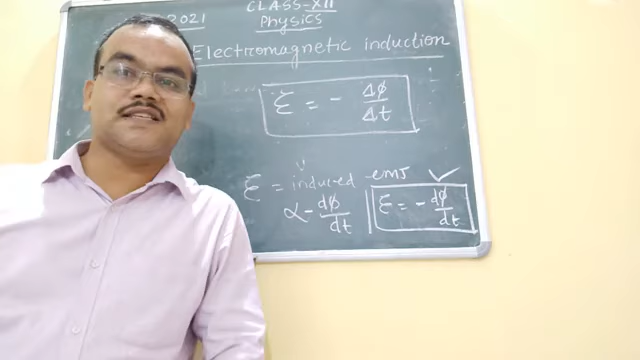 2021
CLASS-XII
Physics
Electromagnetic induction
ξ = - Δφ/Δt
ξ = induced emf
α - dφ/dt
ξ = - dφ/dt